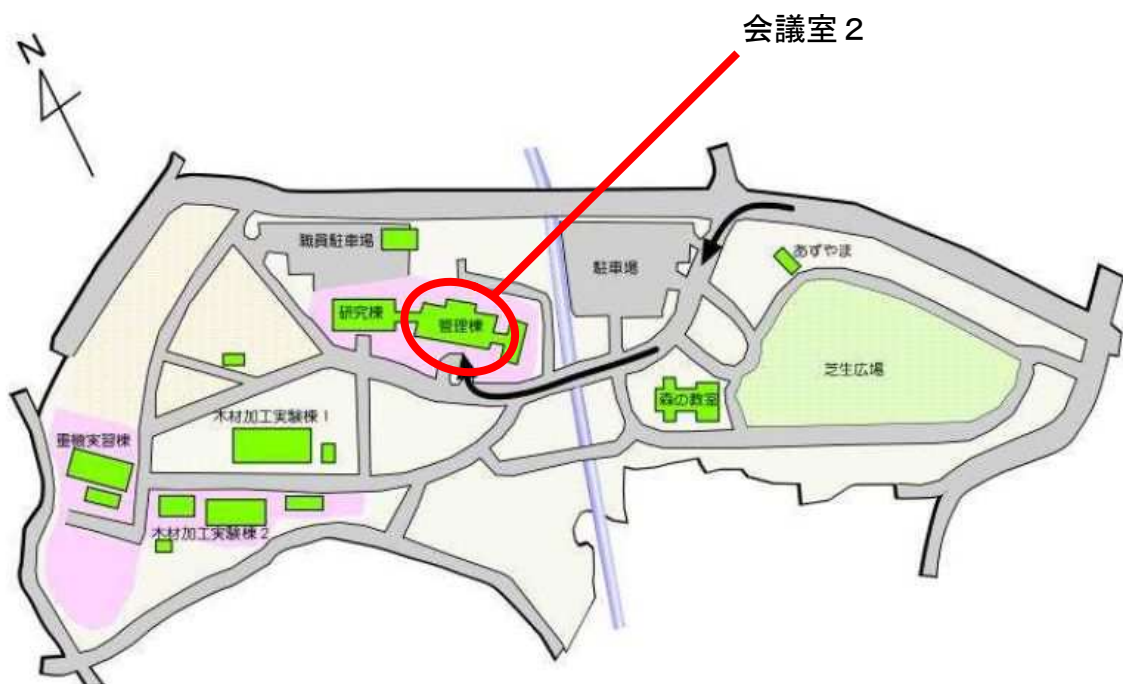 会議室２
N
職員駐車場
あずやま
駐車場
研究棟
管理棟
芝生広場
森の教室
木材加工実験棟１
重機実習棟
木材加工実験棟２